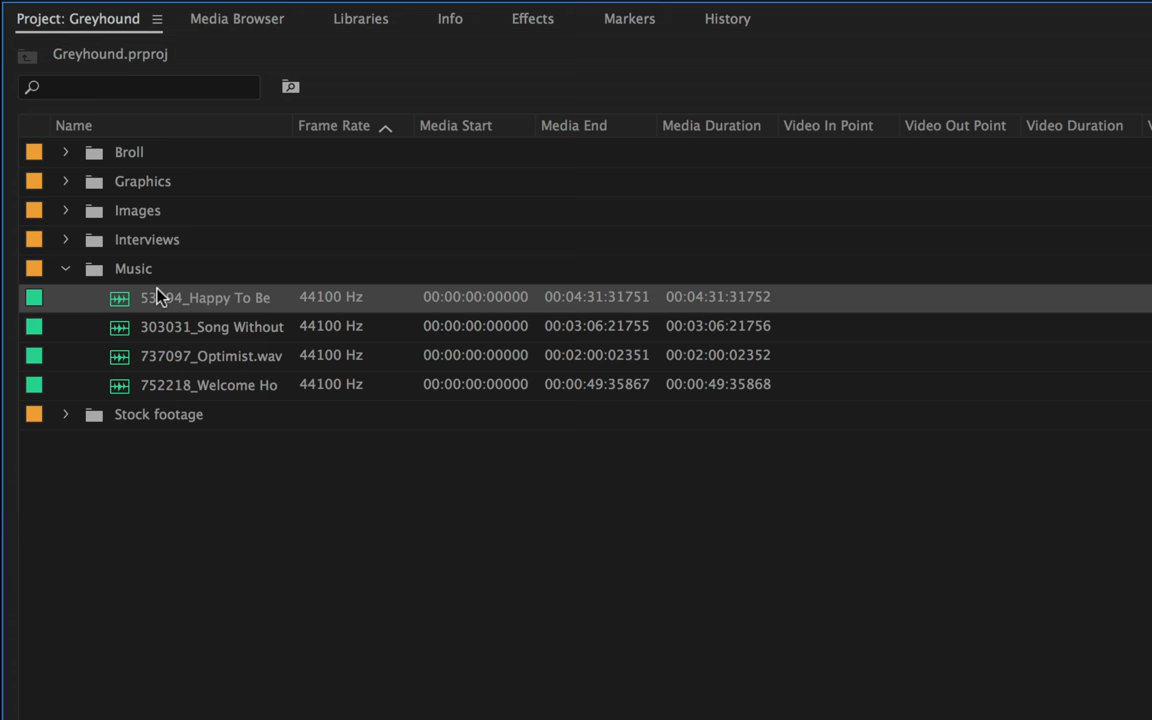 Project: Greyhound Media Browser Libraries Info Effects Markers History
Greyhound.prproj
Name Frame Rate Media Start Media End Media Duration Video In Point Video Out Point Video Duration
Broll
Graphics
Images
Interviews
Music
Happy To Be 44100 Hz 00:00:00:00000 00:04:31:31751 00:04:31:31752
303031_Song Without 44100 Hz 00:00:00:00000 00:03:06:21755 00:03:06:21756
737097_Optimist.wav 44100 Hz 00:00:00:00000 00:02:00:02351 00:02:00:02352
752218_Welcome Ho 44100 Hz 00:00:00:00000 00:00:49:35867 00:00:49:35868
Stock footage